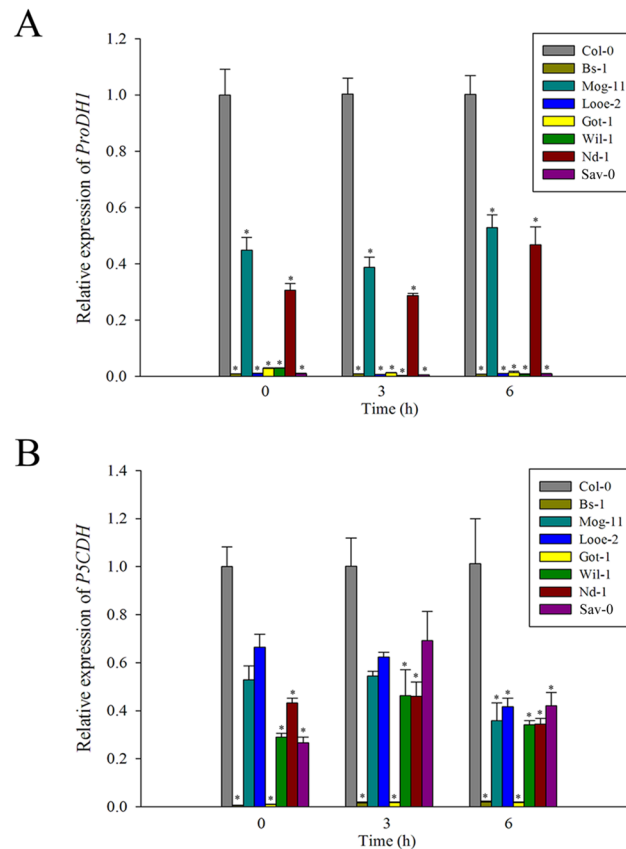 A
Relative expression of ProDH1
1.4
1.2
1.0
0.8
0.6
0.4
0.2
0.0
Col-0
Bs-1
Mog-11
Looe-2
Got-1
Wil-1
Nd-1
Sav-0
* * * * * * *
* * * * * * *
* * * * * * *
0 3 6
Time (h)
B
Relative expression of P5CDH
1.4
1.2
1.0
0.8
0.6
0.4
0.2
0.0
Col-0
Bs-1
Mog-11
Looe-2
Got-1
Wil-1
Nd-1
Sav-0
* * * * *
* * * *
* * * * * * *
0 3 6
Time (h)